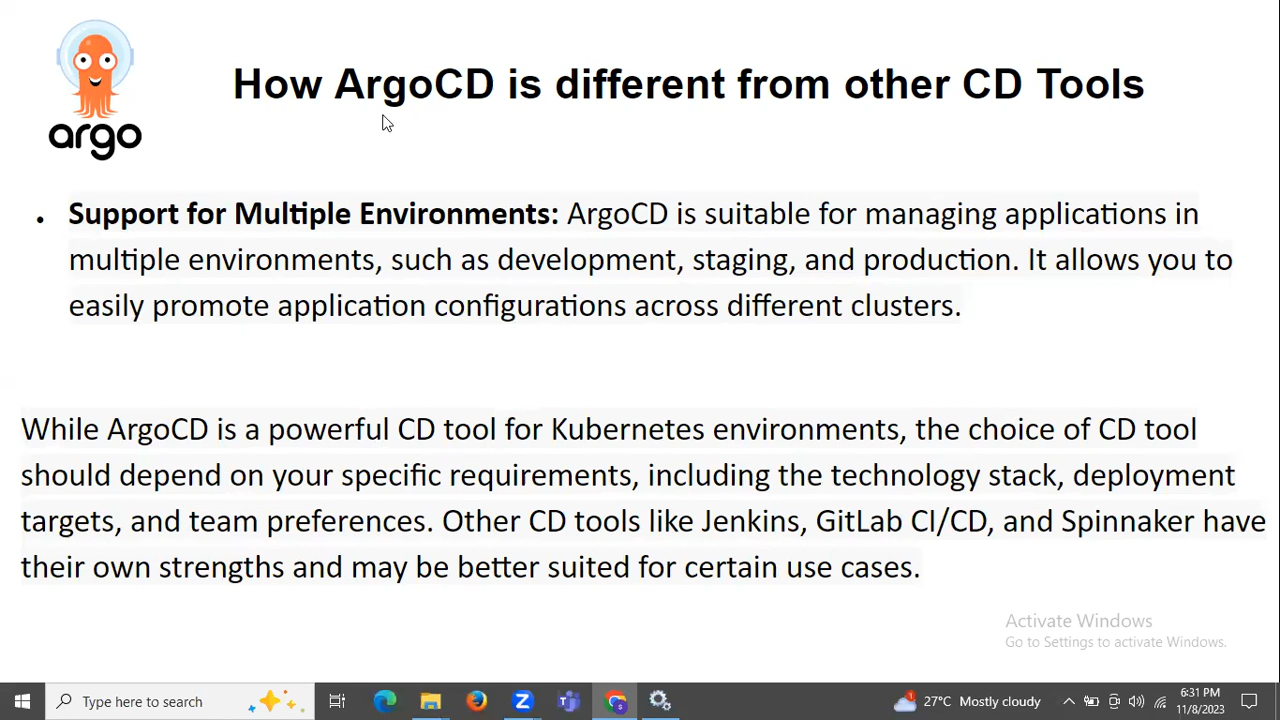 How ArgoCD is different from other CD Tools
argo
• Support for Multiple Environments: ArgoCD is suitable for managing applications in
multiple environments, such as development, staging, and production. It allows you to
easily promote application configurations across different clusters.
While ArgoCD is a powerful CD tool for Kubernetes environments, the choice of CD tool
should depend on your specific requirements, including the technology stack, deployment
targets, and team preferences. Other CD tools like Jenkins, GitLab CI/CD, and Spinnaker have
their own strengths and may be better suited for certain use cases.
Activate Windows
Go to Settings to activate Windows.
Type here to search
27°C Mostly cloudy
6:31 PM
11/8/2023